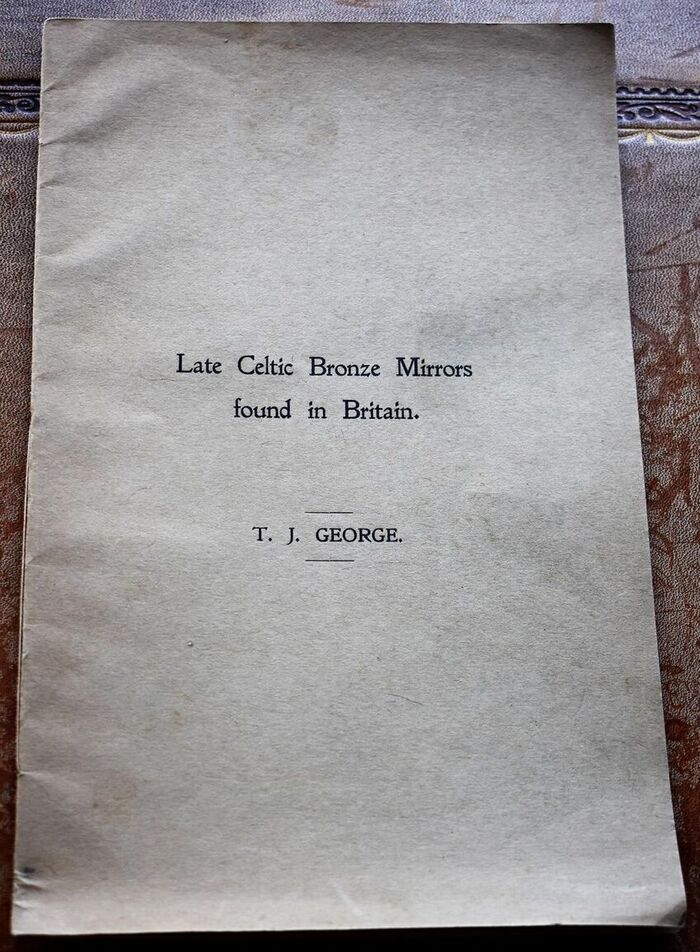 Late Celtic Bronze Mirrors
found in Britain.
T. J. GEORGE.